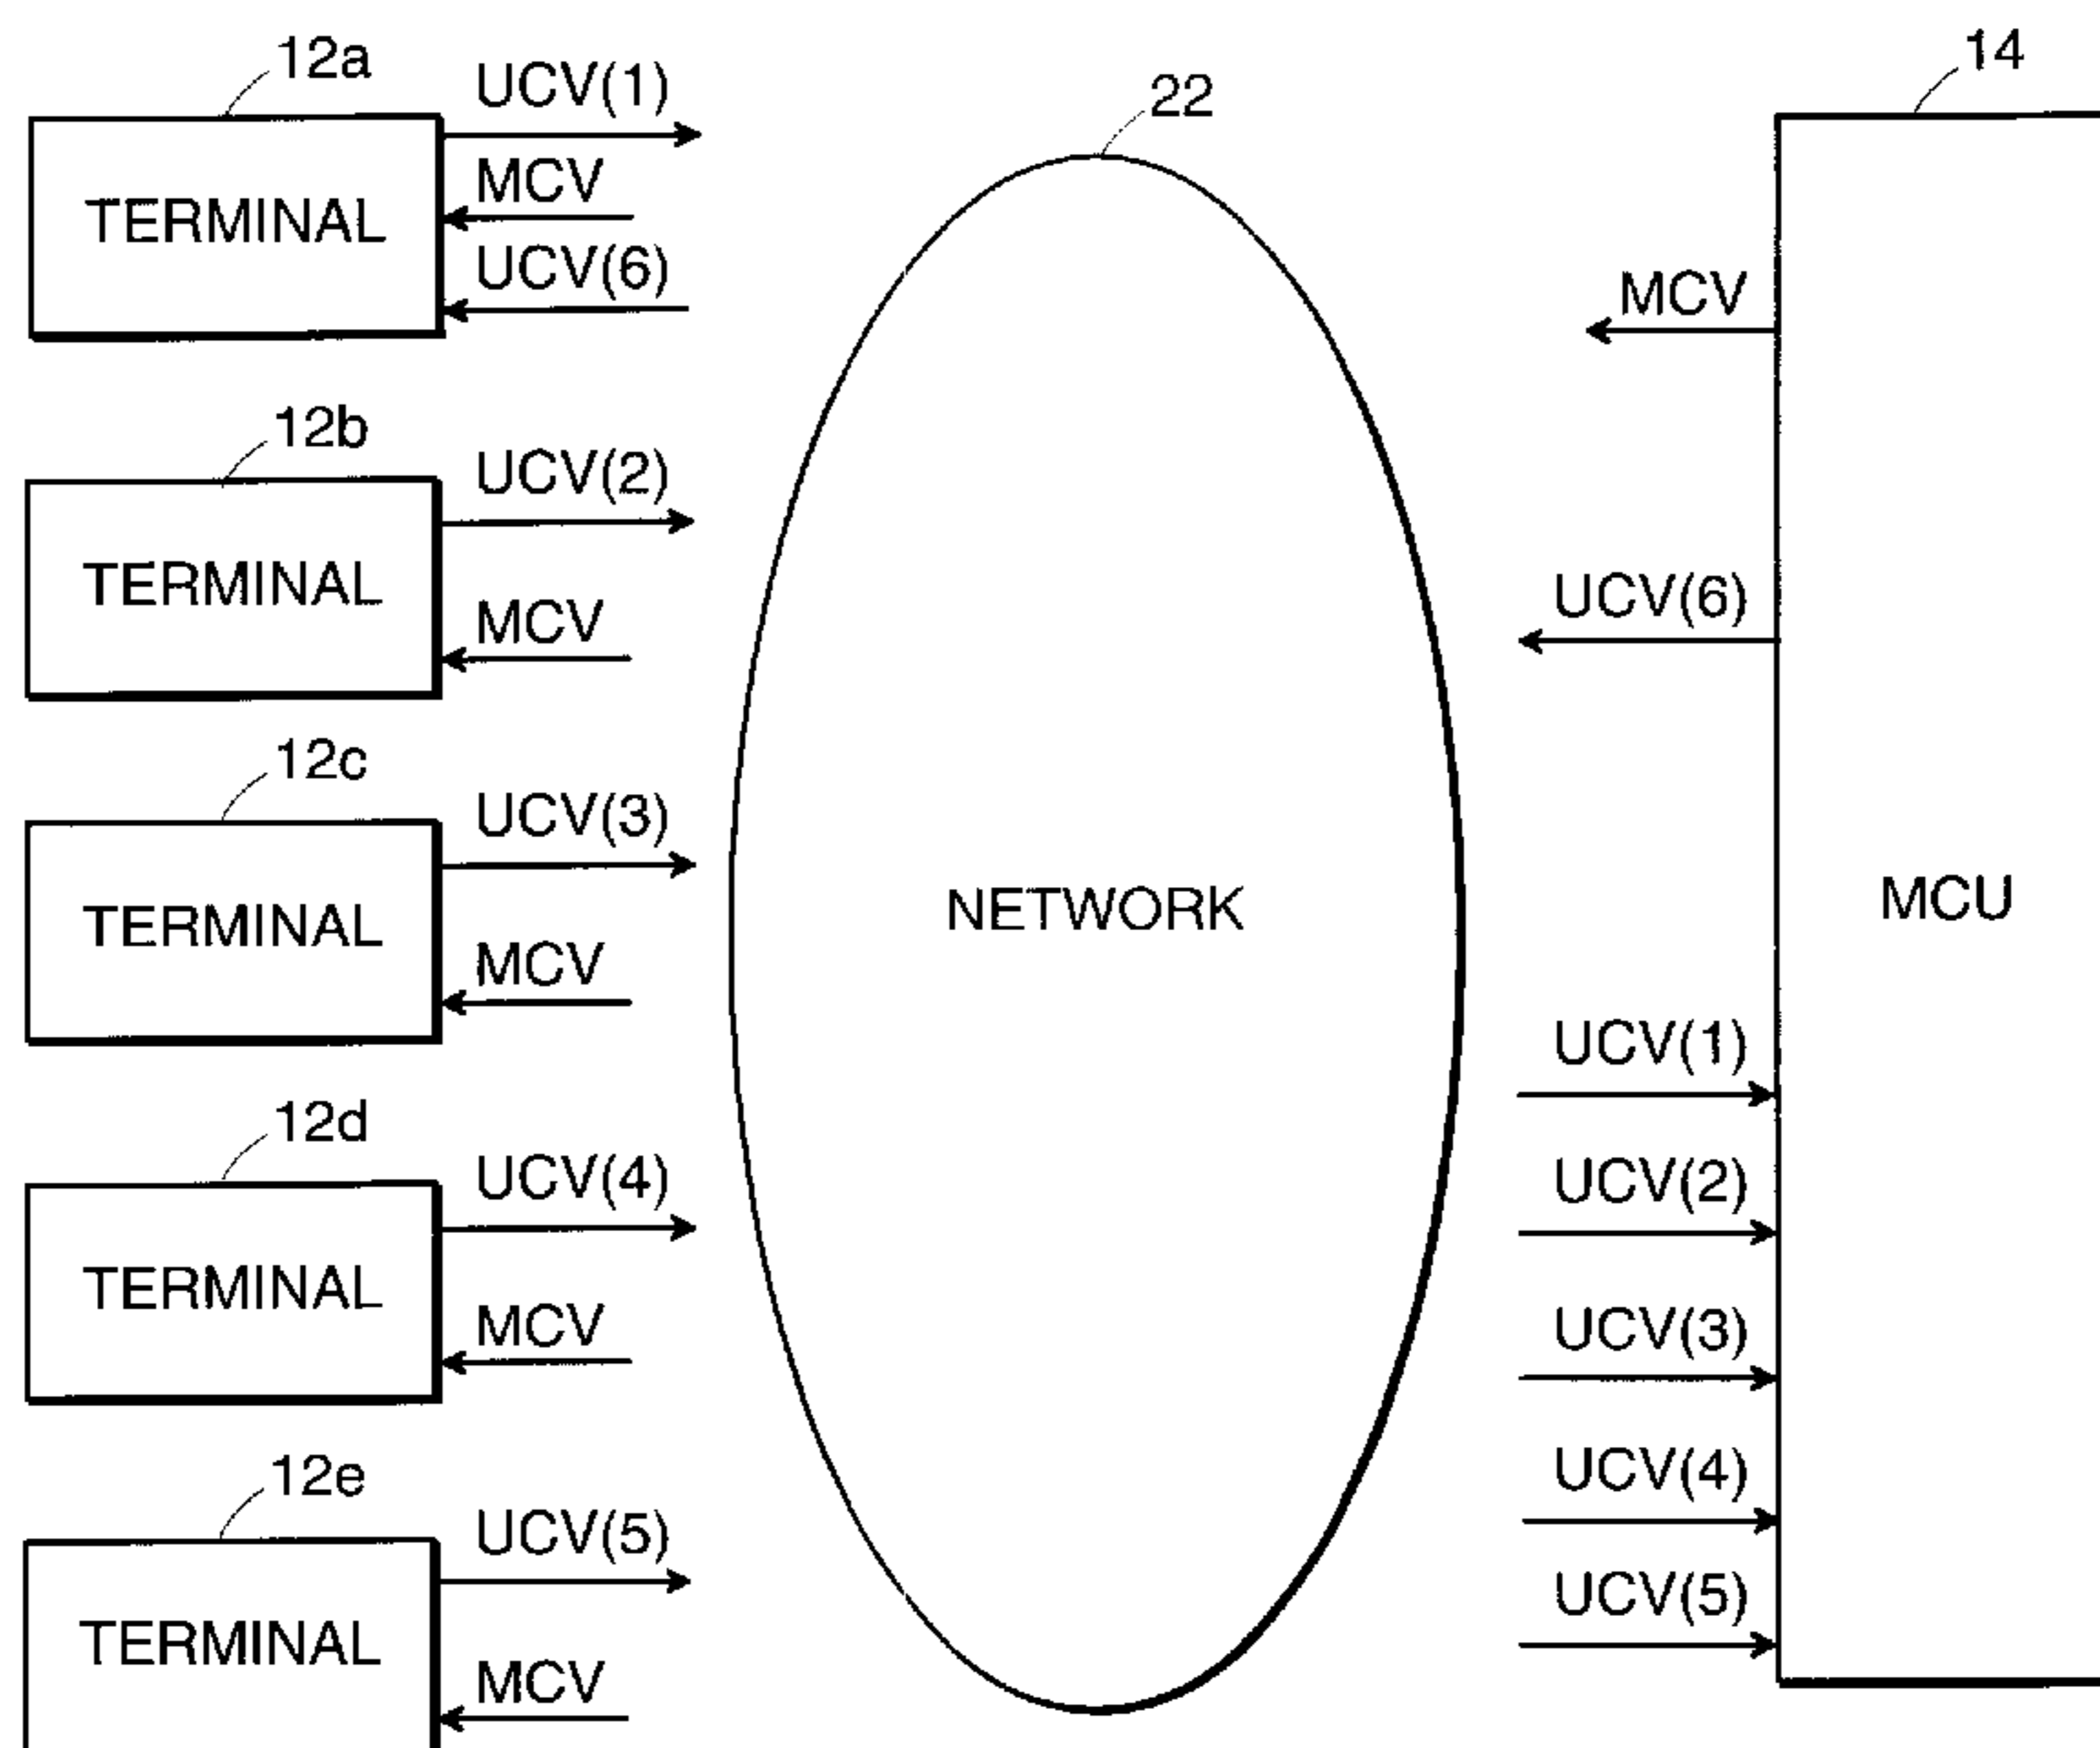 12a
UCV(1)
MCV
TERMINAL
UCV(6)
12b
UCV(2)
TERMINAL
MCV
12c
UCV(3)
TERMINAL
MCV
12d
UCV(4)
TERMINAL
MCV
12e
UCV(5)
TERMINAL
MCV
22
NETWORK
14
MCV
UCV(6)
MCU
UCV(1)
UCV(2)
UCV(3)
UCV(4)
UCV(5)